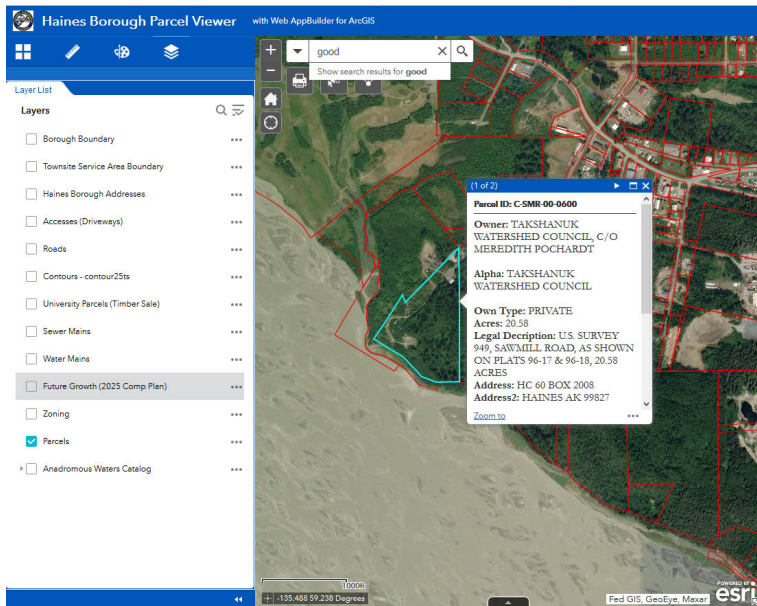 Haines Borough Parcel Viewer with Web AppBuilder for ArcGIS
good
Show search results for good
Layer List
Layers
Borough Boundary
Townsite Service Area Boundary
Haines Borough Addresses
Accesses (Driveways)
Roads
Contours - contour25ts
University Parcels (Timber Sale)
Sewer Mains
Water Mains
Future Growth (2025 Comp Plan)
Zoning
Parcels
Anadromous Waters Catalog
(1 of 2)
Parcel ID: C-SMR-00-0600
Owner: TAKSHANUK
WATERSHED COUNCIL, C/O
MEREDITH POCHARDT
Alpha: TAKSHANUK
WATERSHED COUNCIL
Own Type: PRIVATE
Acres: 20.58
Legal Decription: U.S. SURVEY
949, SAWMILL ROAD, AS SHOWN
ON PLATS 96-17 & 96-18, 20.58
ACRES
Address: HC 60 BOX 2008
Address2: HAINES AK 99827
Zoom to
1000ft
-135.488 59.238 Degrees
Fed GIS, GeoEye, Maxar
POWERED BY
esri